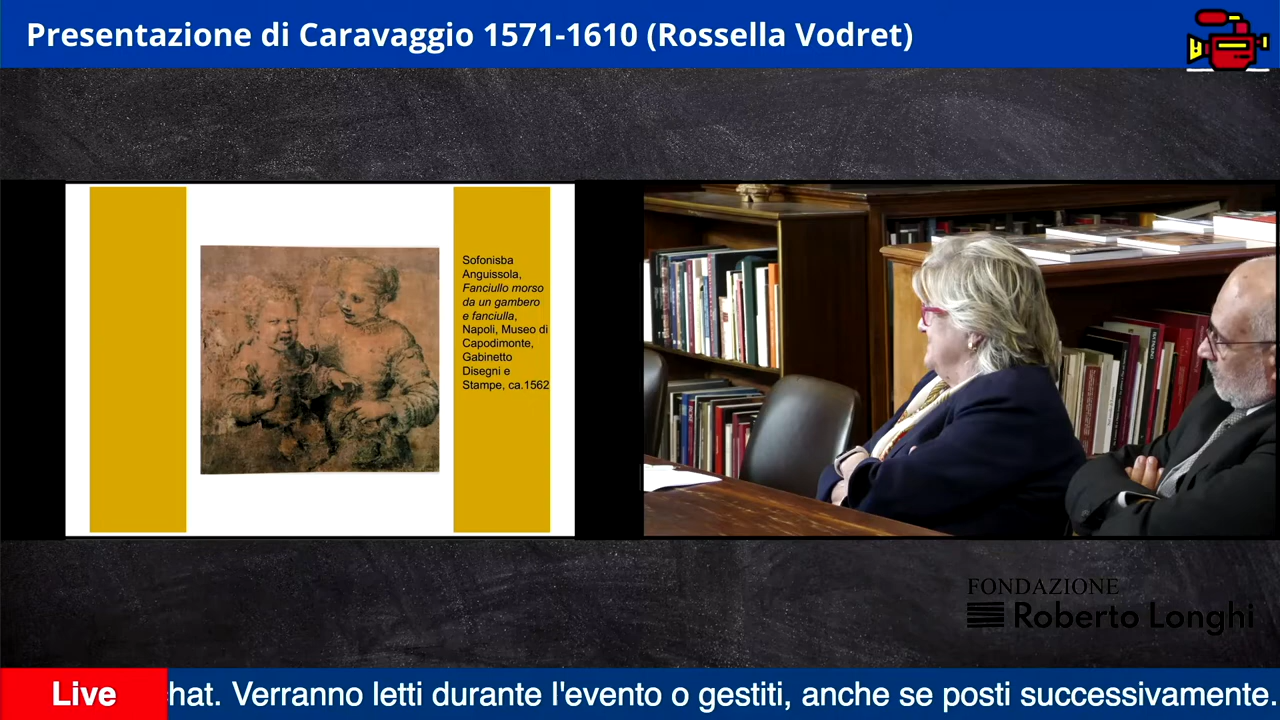 Presentazione di Caravaggio 1571-1610 (Rossella Vodret)
Sofonisba
Anguissola,
Fanciullo morso
da un gambero
e fanciulla,
Napoli, Museo di
Capodimonte,
Gabinetto
Disegni e
Stampe, ca.1562
FONDAZIONE
Roberto Longhi
Live
chat. Verranno letti durante l'evento o gestiti, anche se posti successivamente.